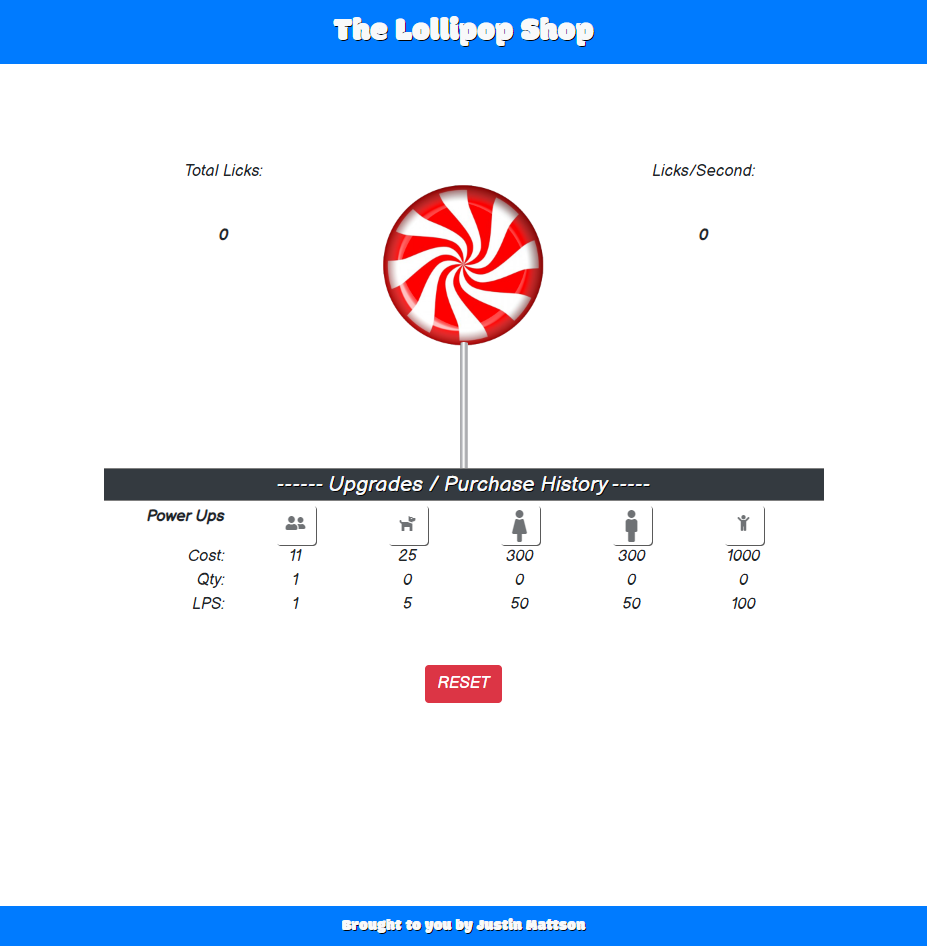 The Lollipop Shop
Total Licks:
Licks/Second:
0
0
------ Upgrades / Purchase History -----
Power Ups
Cost: 11 25 300 300 1000
Qty: 1 0 0 0 0
LPS: 1 5 50 50 100
RESET
Brought to you by Justin Mattson